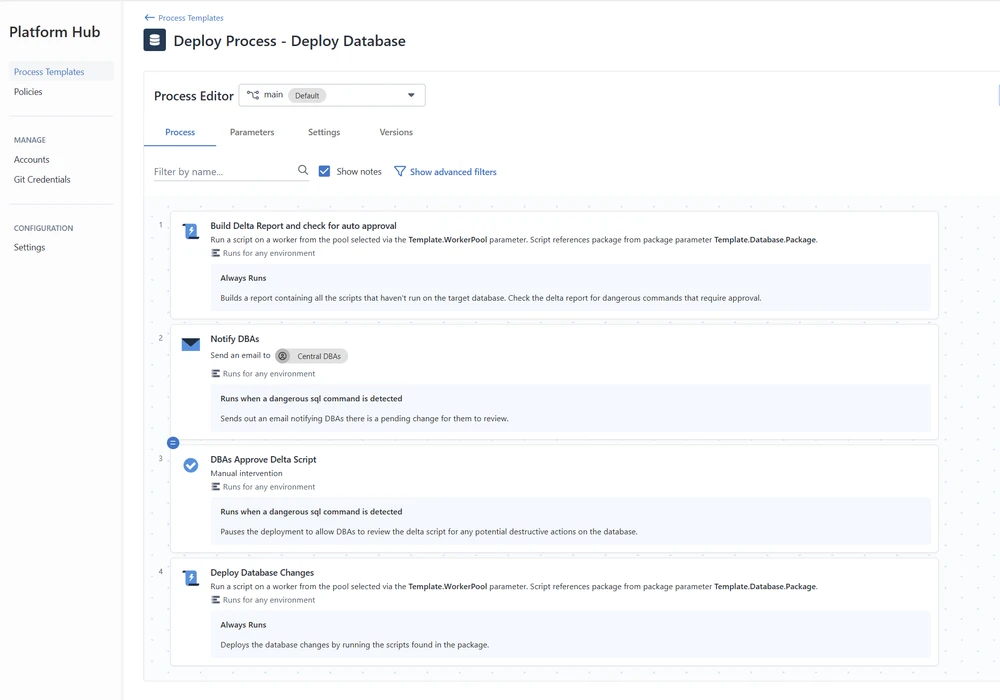 Platform Hub
Process Templates
Policies
MANAGE
Accounts
Git Credentials
CONFIGURATION
Settings
Process Templates
Deploy Process - Deploy Database
Process Editor main Default
Process Parameters Settings Versions
Filter by name... Show notes Show advanced filters
1
Build Delta Report and check for auto approval
Run a script on a worker from the pool selected via the Template.WorkerPool parameter. Script references package from package parameter Template.Database.Package.
Runs for any environment
Always Runs
Builds a report containing all the scripts that haven't run on the target database. Check the delta report for dangerous commands that require approval.
2
Notify DBAs
Send an email to Central DBAs
Runs for any environment
Runs when a dangerous sql command is detected
Sends out an email notifying DBAs there is a pending change for them to review.
3
DBAs Approve Delta Script
Manual intervention
Runs for any environment
Runs when a dangerous sql command is detected
Pauses the deployment to allow DBAs to review the delta script for any potential destructive actions on the database.
4
Deploy Database Changes
Run a script on a worker from the pool selected via the Template.WorkerPool parameter. Script references package from package parameter Template.Database.Package.
Runs for any environment
Always Runs
Deploys the database changes by running the scripts found in the package.